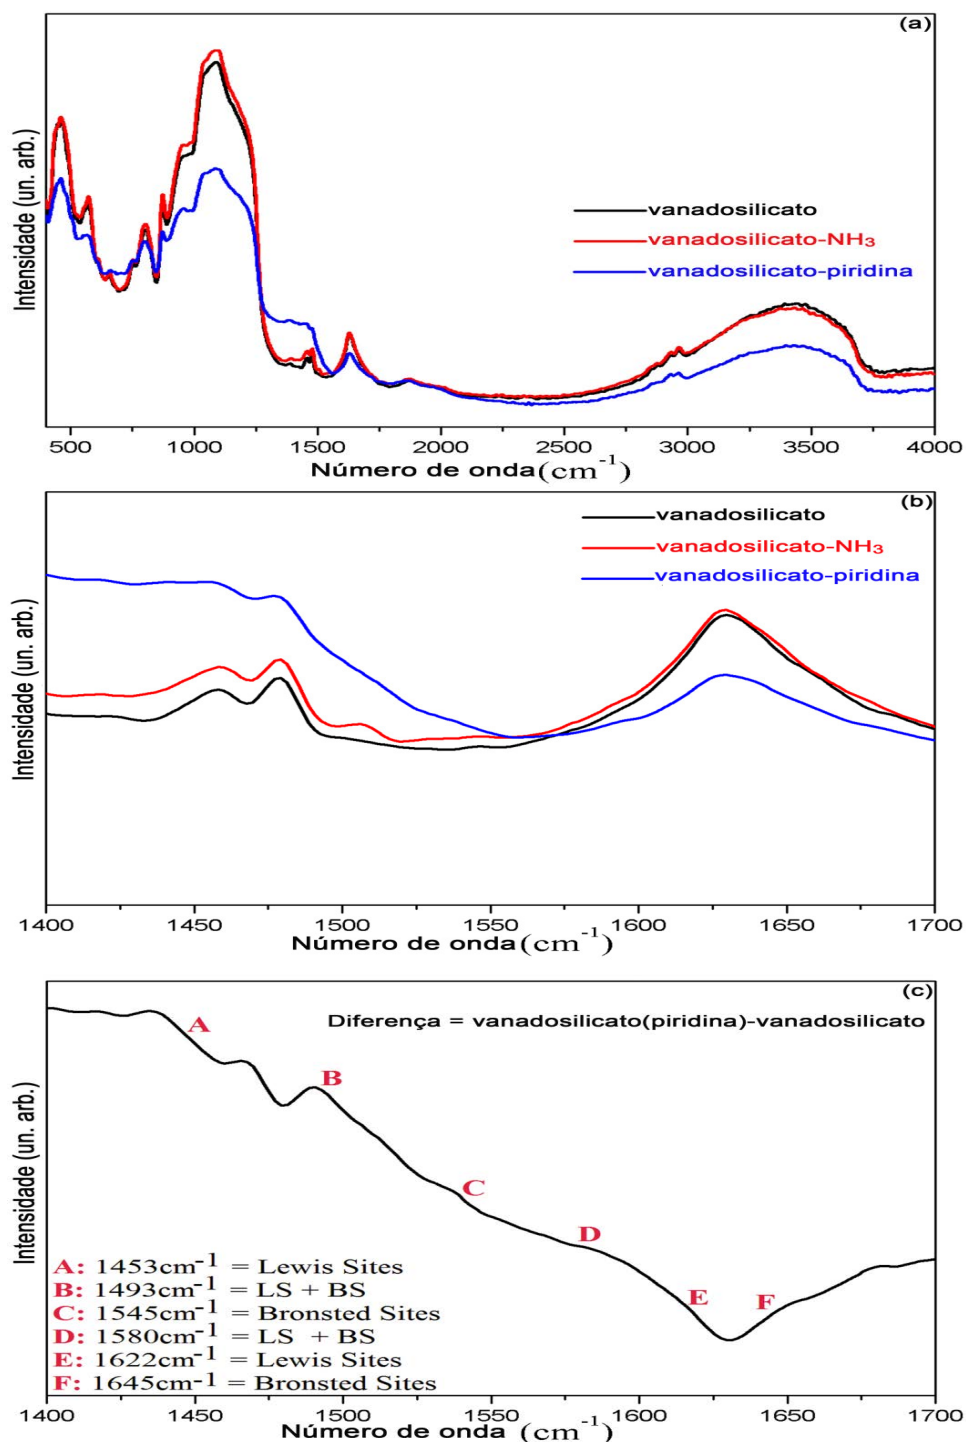 (a)
Intensidade (un. arb.)
vanadosilicato
vanadosilicato-NH₃
vanadosilicato-piridina
500 1000 1500 2000 2500 3000 3500 4000
Número de onda(cm⁻¹)
(b)
Intensidade (un. arb.)
vanadosilicato
vanadosilicato-NH₃
vanadosilicato-piridina
1400 1450 1500 1550 1600 1650 1700
Número de onda(cm⁻¹)
(c)
Diferença = vanadosilicato(piridina)-vanadosilicato
Intensidade (un. arb.)
A
B
C
D
E
F
A: 1453cm⁻¹ = Lewis Sites
B: 1493cm⁻¹ = LS + BS
C: 1545cm⁻¹ = Bronsted Sites
D: 1580cm⁻¹ = LS + BS
E: 1622cm⁻¹ = Lewis Sites
F: 1645cm⁻¹ = Bronsted Sites
1400 1450 1500 1550 1600 1650 1700
Número de onda(cm⁻¹)